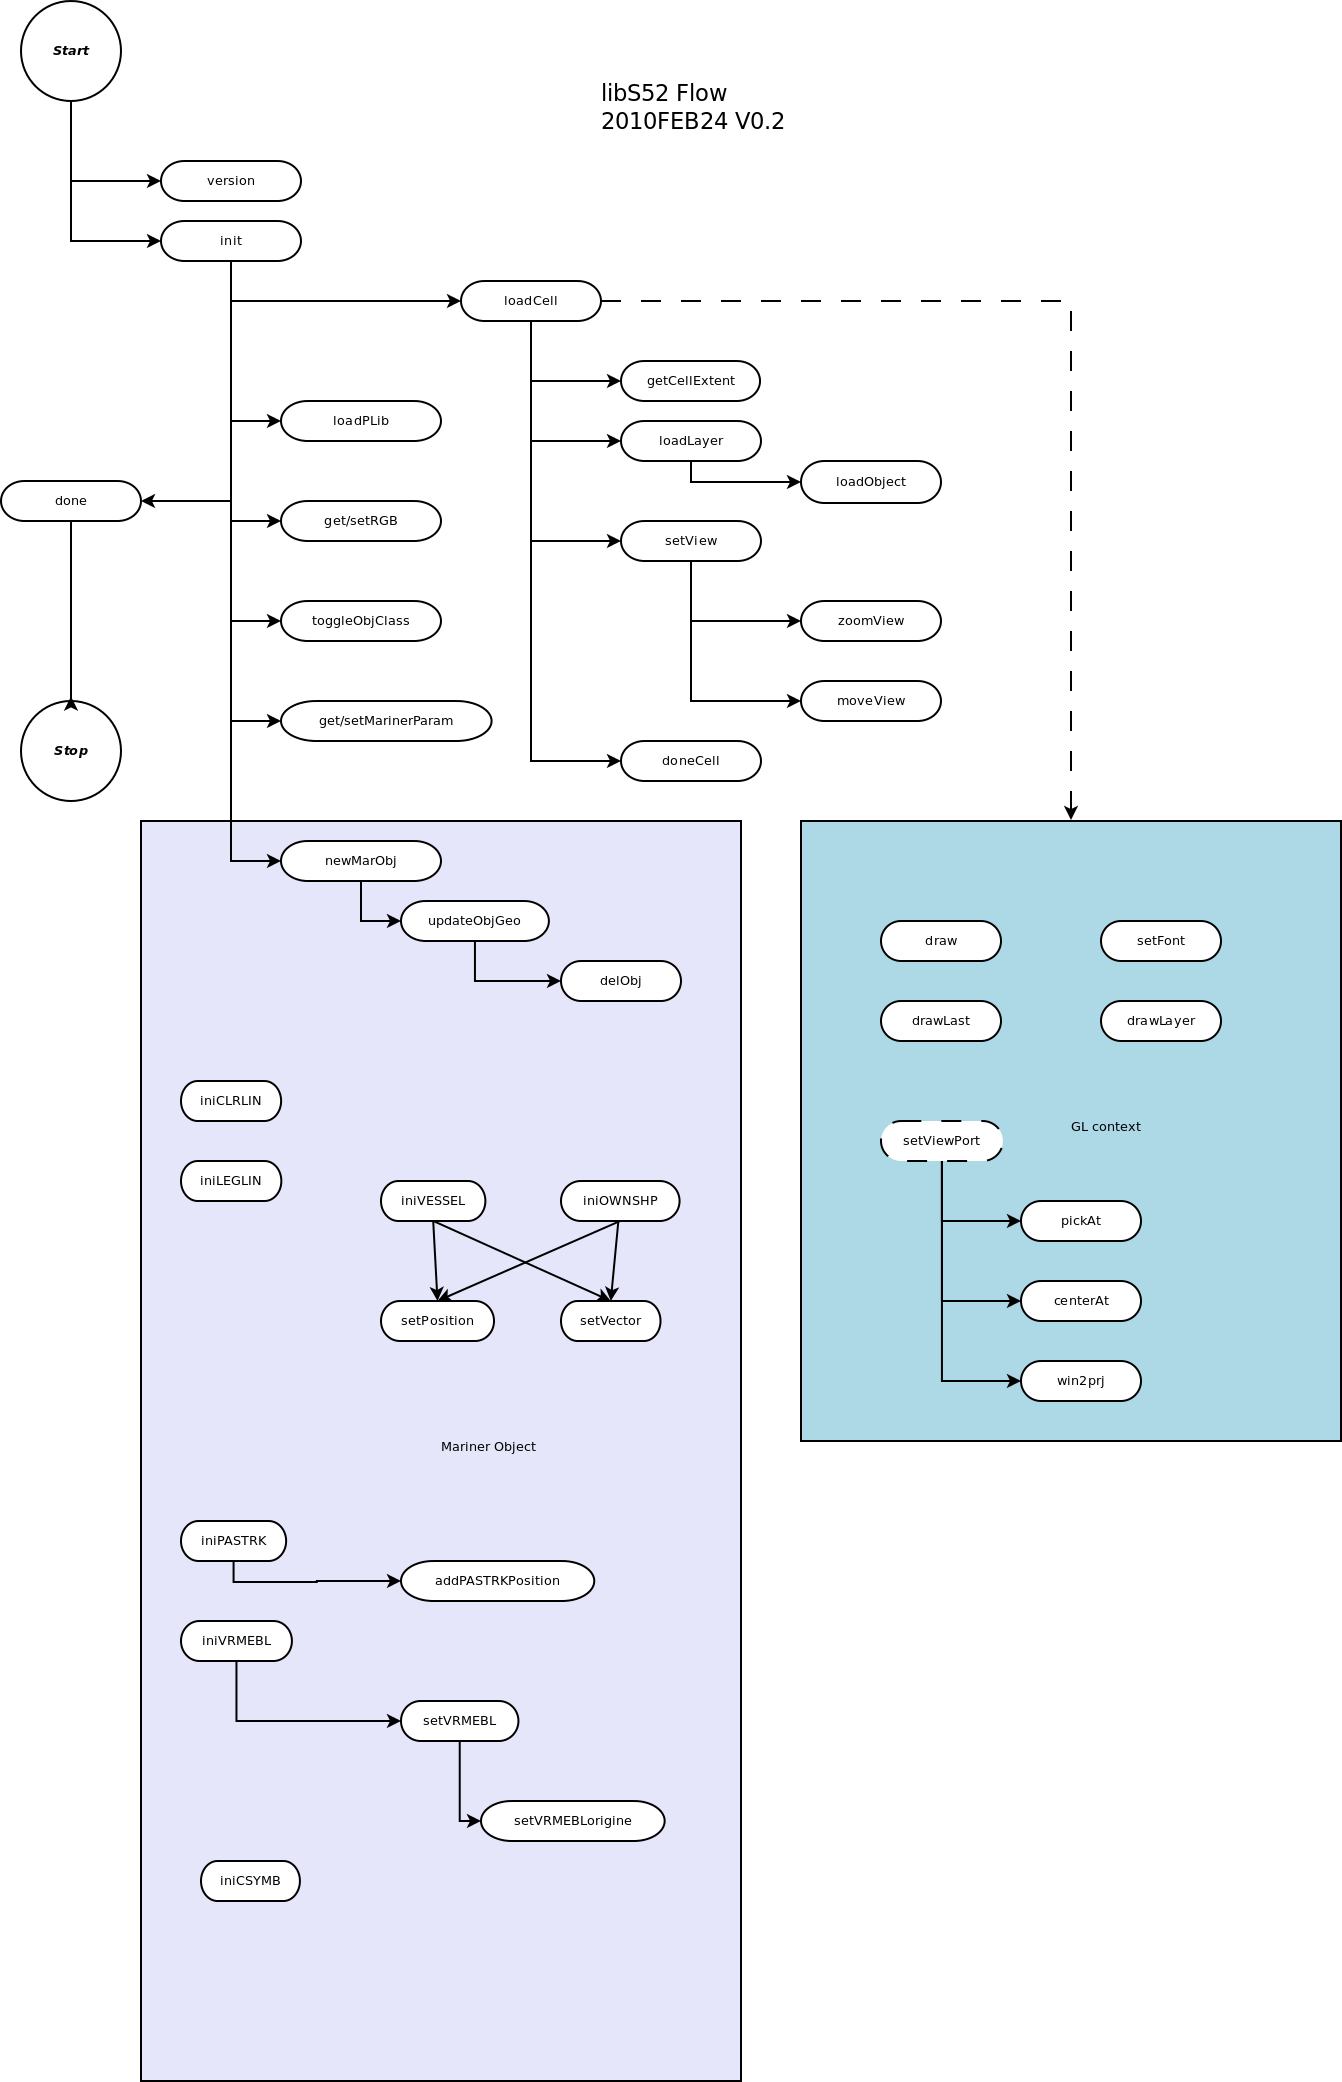 Start
libS52 Flow
2010FEB24 V0.2
version
init
loadCell
getCellExtent
loadPLib
loadLayer
loadObject
done
get/setRGB
setView
toggleObjClass
zoomView
moveView
get/setMarinerParam
Stop
doneCell
newMarObj
updateObjGeo
delObj
iniCLRLIN
iniLEGLIN
iniVESSEL
iniOWNSHP
setPosition
setVector
Mariner Object
iniPASTRK
addPASTRKPosition
iniVRMEBL
setVRMEBL
setVRMEBLorigine
iniCSYMB
draw
setFont
drawLast
drawLayer
GL context
setViewPort
pickAt
centerAt
win2prj